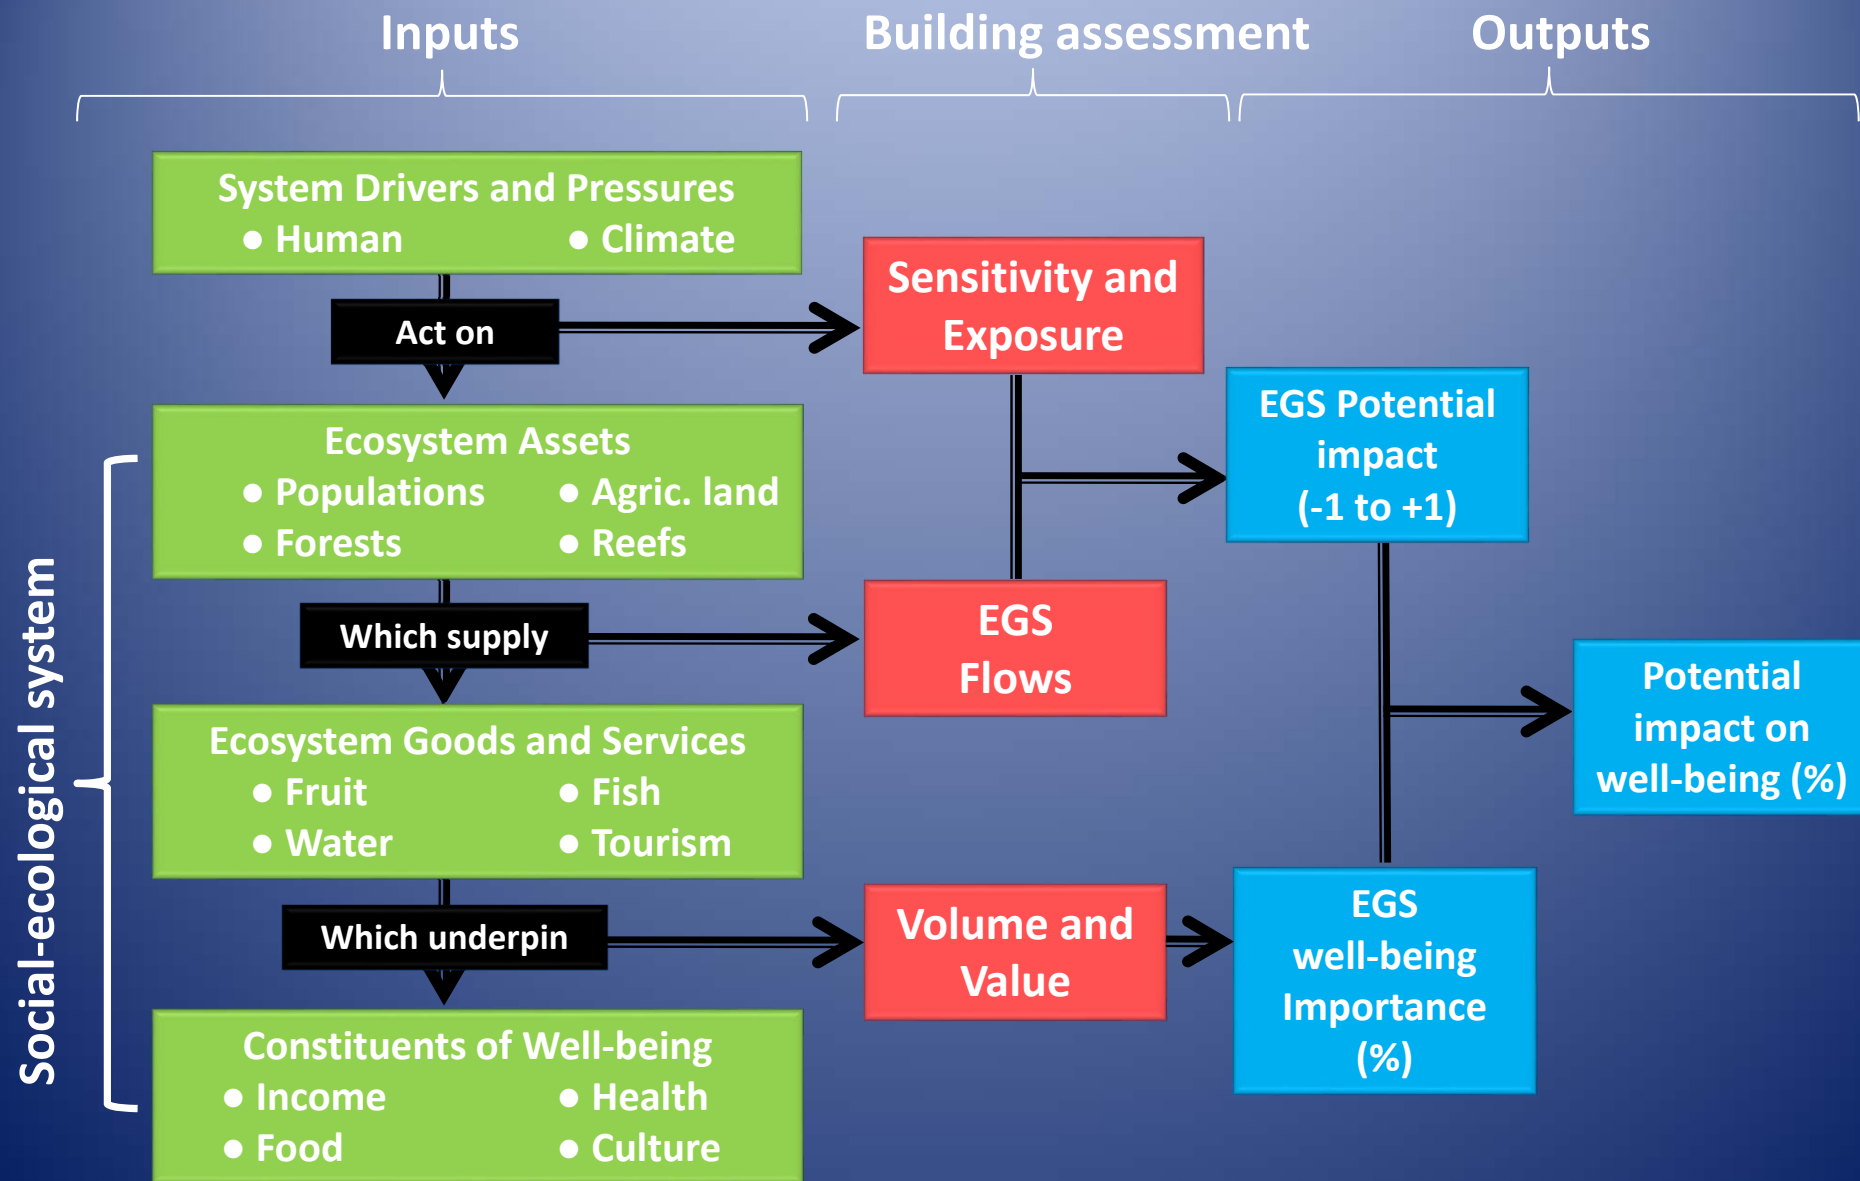 Inputs
Building assessment
Outputs
System Drivers and Pressures
● Human ● Climate
Act on
Sensitivity and
Exposure
Ecosystem Assets
● Populations ● Agric. land
● Forests ● Reefs
EGS Potential
impact
(-1 to +1)
Which supply
EGS
Flows
Social-ecological system
Ecosystem Goods and Services
● Fruit ● Fish
● Water ● Tourism
Potential
impact on
well-being (%)
Which underpin
Volume and
Value
EGS
well-being
Importance
(%)
Constituents of Well-being
● Income ● Health
● Food ● Culture